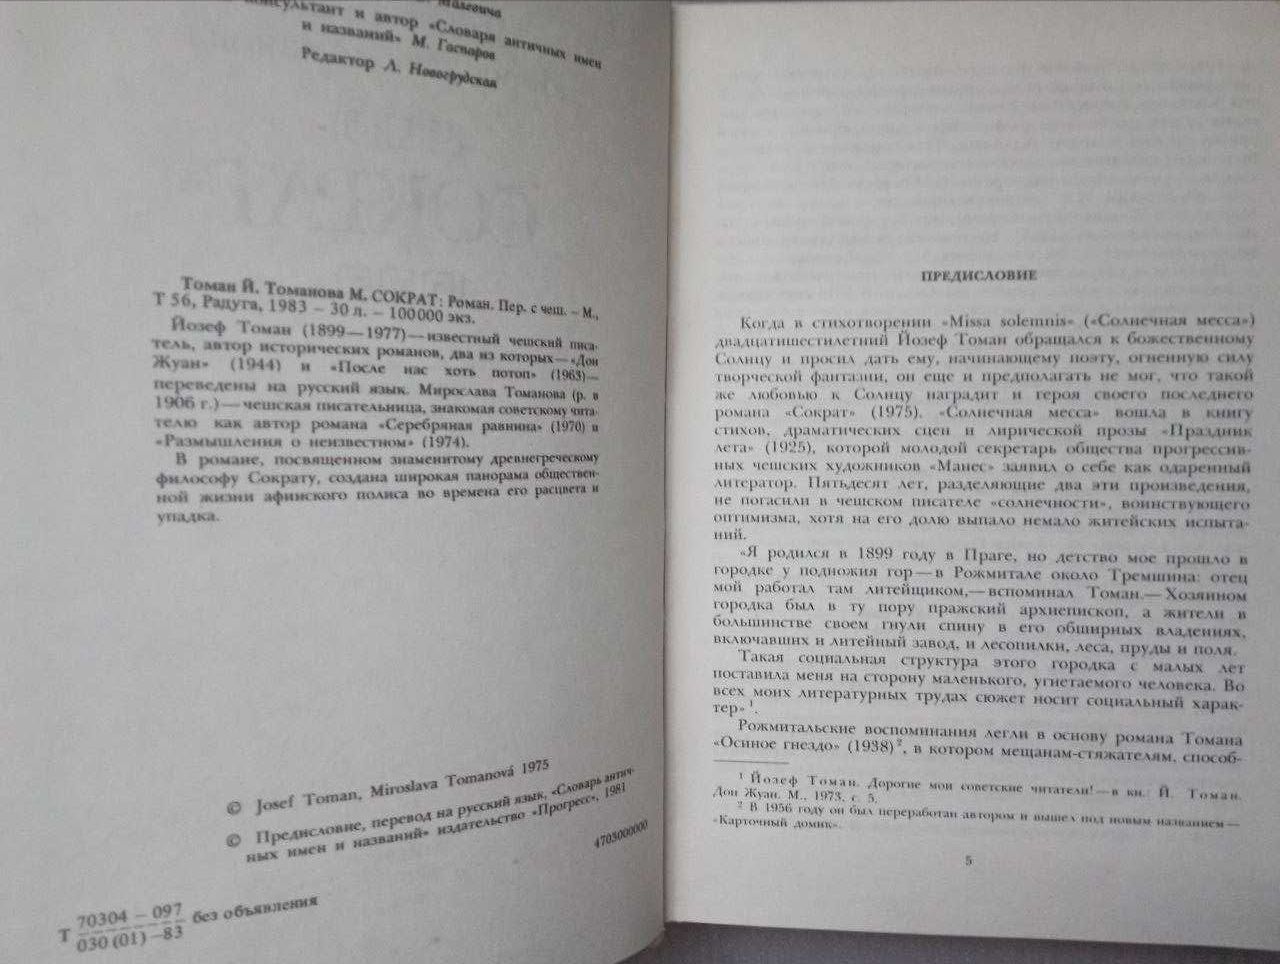 Малевича
консультант и автор «Словаря античных имен
и названий» М. Гаспаров
Редактор Л. Новогрудская
Томан Й. Томанова М. СОКРАТ: Роман. Пер. с чеш. – М.,
Т 56, Радуга, 1983 – 30 л. – 100000 экз.
Йозеф Томан (1899—1977)—известный чешский писа-
тель, автор исторических романов, два из которых—«Дон
Жуан» (1944) и «После нас хоть потоп» (1963)—
переведены на русский язык. Мирослава Томанова (р. в
1906 г.)—чешская писательница, знакомая советскому чита-
телю как автор романа «Серебряная равнина» (1970) и
«Размышления о неизвестном» (1974).
В романе, посвященном знаменитому древнегреческому
философу Сократу, создана широкая панорама обществен-
ной жизни афинского полиса во времена его расцвета и
упадка.
© Josef Toman, Miroslava Tomanová 1975
© Предисловие, перевод на русский язык, «Словарь антич-
ных имен и названий» издательство «Прогресс», 1981
4703000000
Т 70304 – 097
030 (01) –83 без объявления
ПРЕДИСЛОВИЕ
Когда в стихотворении «Missa solemnis» («Солнечная месса»)
двадцатишестилетний Йозеф Томан обращался к божественному
Солнцу и просил дать ему, начинающему поэту, огненную силу
творческой фантазии, он еще и предполагать не мог, что такой
же любовью к Солнцу наградит и героя своего последнего
романа «Сократ» (1975). «Солнечная месса» вошла в книгу
стихов, драматических сцен и лирической прозы «Праздник
лета» (1925), которой молодой секретарь общества прогрессив-
ных чешских художников «Манес» заявил о себе как одаренный
литератор. Пятьдесят лет, разделяющие два эти произведения,
не погасили в чешском писателе «солнечности», воинствующего
оптимизма, хотя на его долю выпало немало житейских испыта-
ний.
«Я родился в 1899 году в Праге, но детство мое прошло в
городке у подножия гор—в Рожмитале около Тремшина: отец
мой работал там литейщиком,—вспоминал Томан.—Хозяином
городка был в ту пору пражский архиепископ, а жители в
большинстве своем гнули спину в его обширных владениях,
включавших и литейный завод, и лесопилки, леса, пруды и поля.
Такая социальная структура этого городка с малых лет
поставила меня на сторону маленького, угнетаемого человека. Во
всех моих литературных трудах сюжет носит социальный харак-
тер» 1.
Рожмитальские воспоминания легли в основу романа Томана
«Осиное гнездо» (1938) 2, в котором мещанам-стяжателям, способ-
1 Йозеф Томан. Дорогие мои советские читатели!—в кн.: Й. Томан.
Дон Жуан. М., 1973, с. 5.
2 В 1956 году он был переработан автором и вышел под новым названием—
«Карточный домик».
5